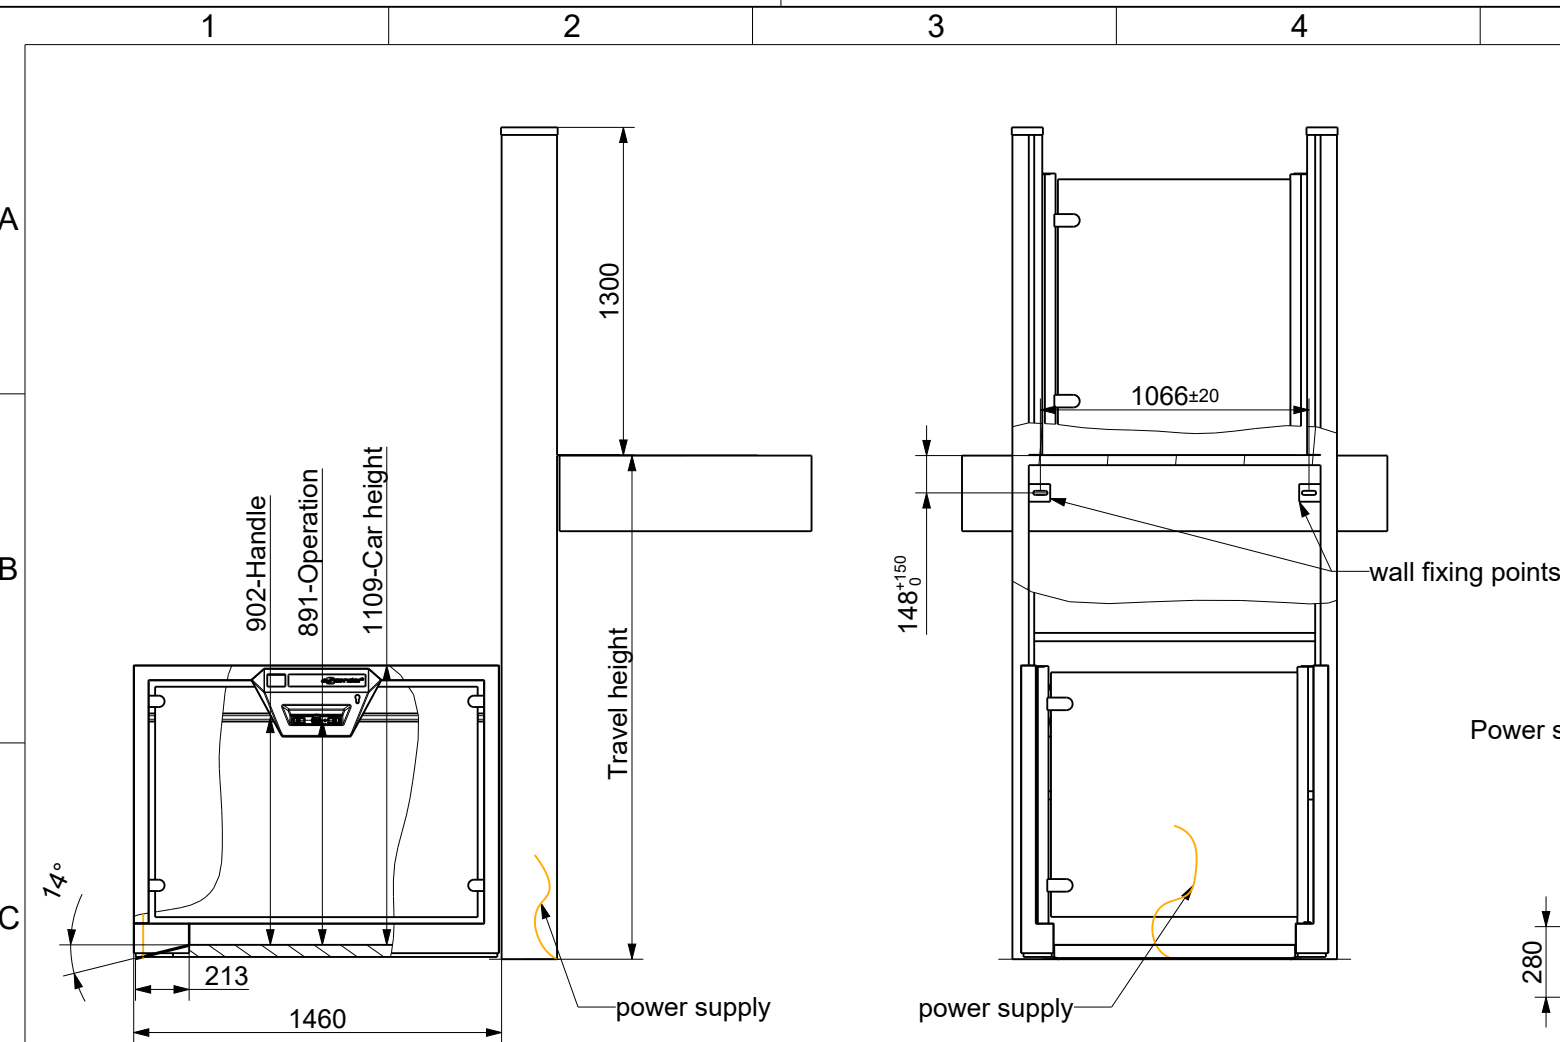 1 2 3 4
A
1300
1066±20
B
902-Handle
891-Operation
1109-Car height
148 +150 0
wall fixing points
Travel height
Power s
C
14°
213
280
1460
power supply
power supply